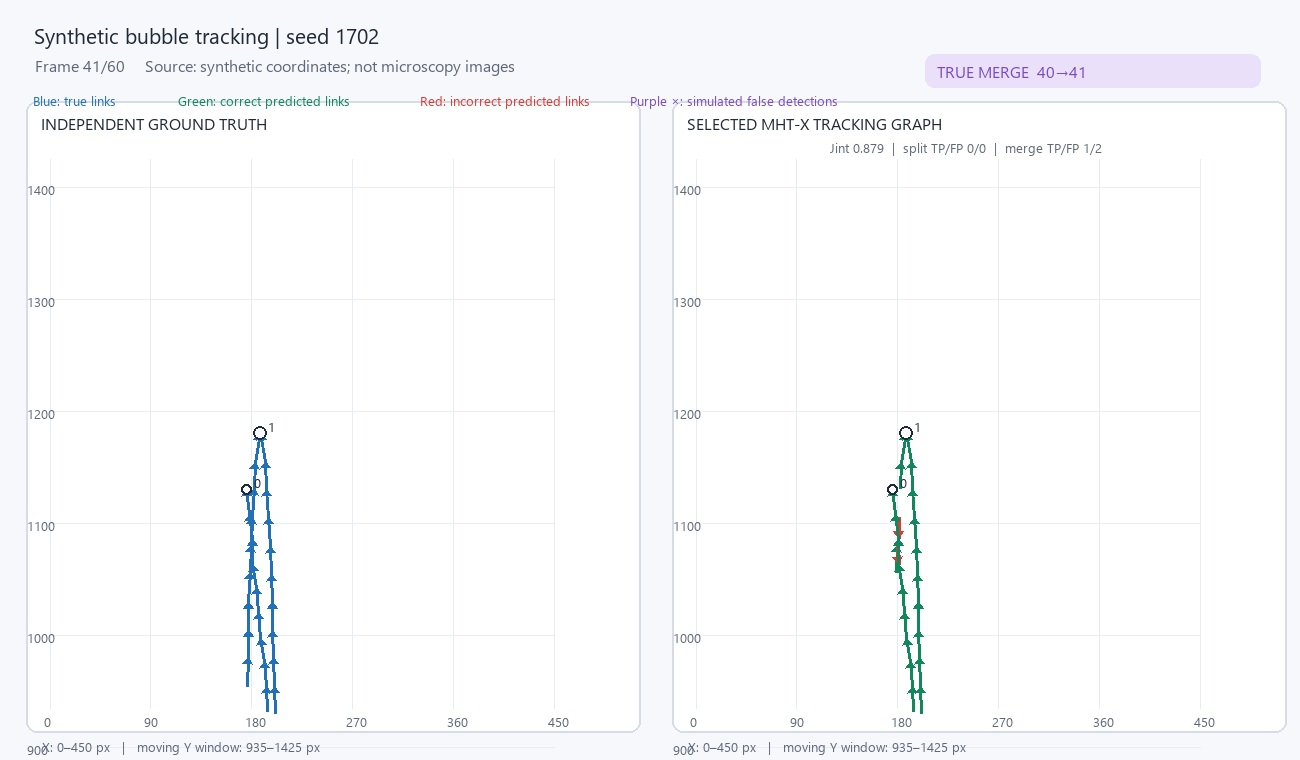 Synthetic bubble tracking | seed 1702
Frame 41/60 Source: synthetic coordinates; not microscopy images
TRUE MERGE 40→41
Blue: true links Green: correct predicted links Red: incorrect predicted links Purple ×: simulated false detections
INDEPENDENT GROUND TRUTH
1400
1300
1200
1100
1000
900
1
0
0 90 180 270 360 450
X: 0–450 px | moving Y window: 935–1425 px
SELECTED MHT-X TRACKING GRAPH
Jint 0.879 | split TP/FP 0/0 | merge TP/FP 1/2
1400
1300
1200
1100
1000
900
1
0
0 90 180 270 360 450
X: 0–450 px | moving Y window: 935–1425 px